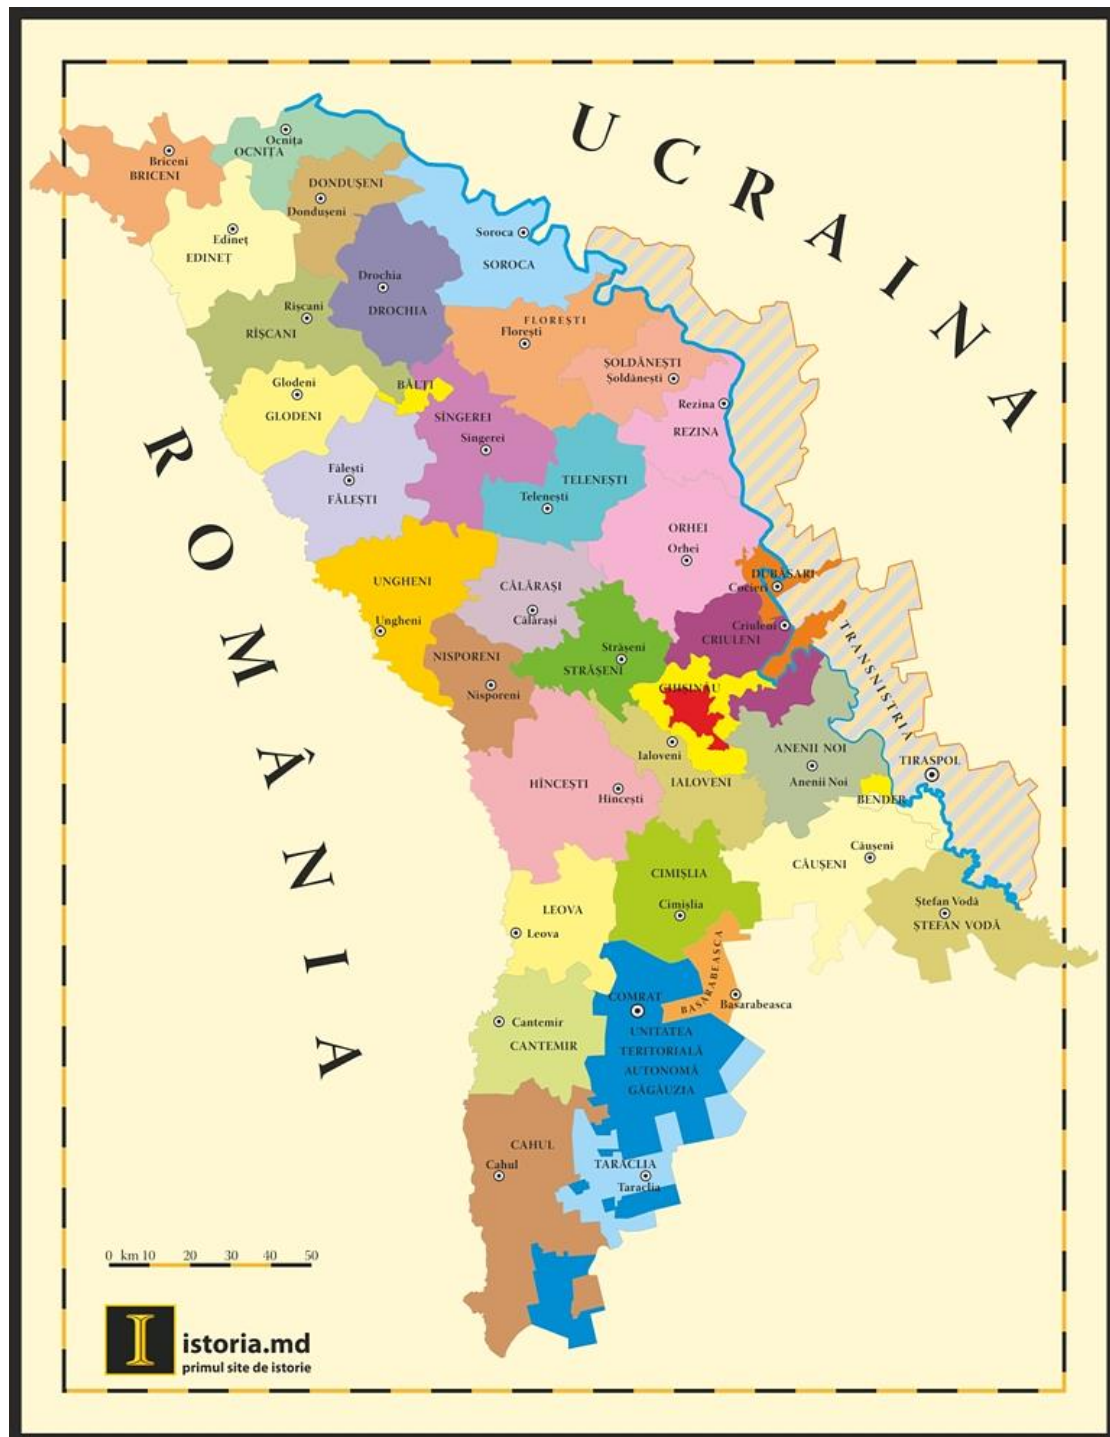 UCRAINA
Ocnița
OCNIȚA
Briceni
BRICENI
DONDUȘENI
Dondușeni
Edineț
EDINEȚ
Soroca
SOROCA
Drochia
DROCHIA
Rîșcani
RÎȘCANI
FLOREȘTI
Florești
ȘOLDĂNEȘTI
Șoldănești
Glodeni
GLODENI
BĂLȚI
Rezina
REZINA
SÎNGEREI
Sîngerei
Fălești
FĂLEȘTI
TELENEȘTI
Telenești
ROMÂNIA
ORHEI
Orhei
UNGHENI
Ungheni
CĂLĂRAȘI
Călărași
DUBĂSARI
Cocieri
Criuleni
CRIULENI
TRANSNISTRIA
NISPORENI
Nisporeni
Strășeni
STRĂȘENI
CHIȘINĂU
Ialoveni
IALOVENI
ANENII NOI
Anenii Noi
TIRASPOL
BENDER
HÎNCEȘTI
Hîncești
Căușeni
CĂUȘENI
CIMIȘLIA
Cimișlia
LEOVA
Leova
Ștefan Vodă
ȘTEFAN VODĂ
BASARABEASCA
Basarabeasca
COMRAT
UNITATEA
TERITORIALĂ
AUTONOMĂ
GĂGĂUZIA
Cantemir
CANTEMIR
CAHUL
Cahul
TARACLIA
Taraclia
0 km 10 20 30 40 50
I istoria.md
primul site de istorie